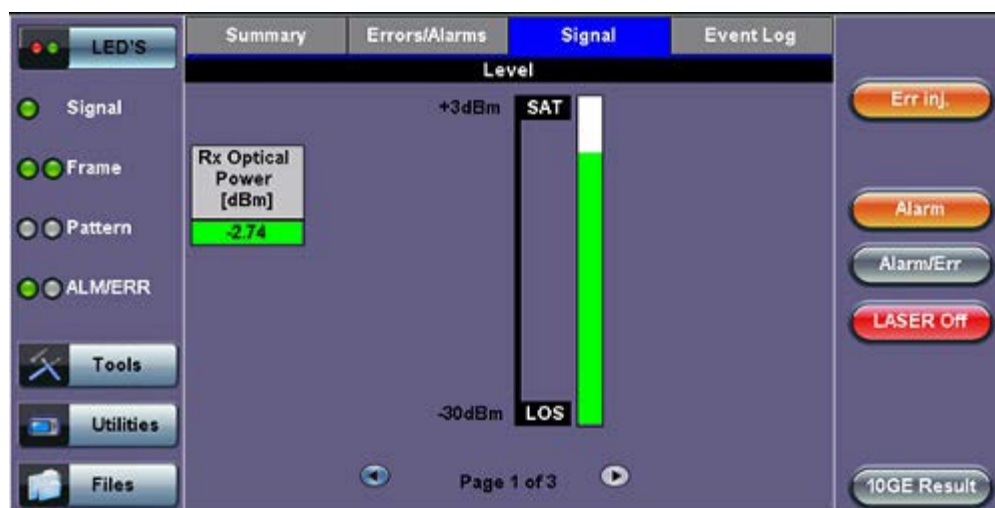 LED'S
Signal
Frame
Pattern
ALM/ERR
Tools
Utilities
Files
Summary
Errors/Alarms
Signal
Event Log
Level
+3dBm
SAT
Rx Optical
Power
[dBm]
-2.74
-30dBm
LOS
Page 1 of 3
Err inj.
Alarm
Alarm/Err
LASER Off
10GE Result